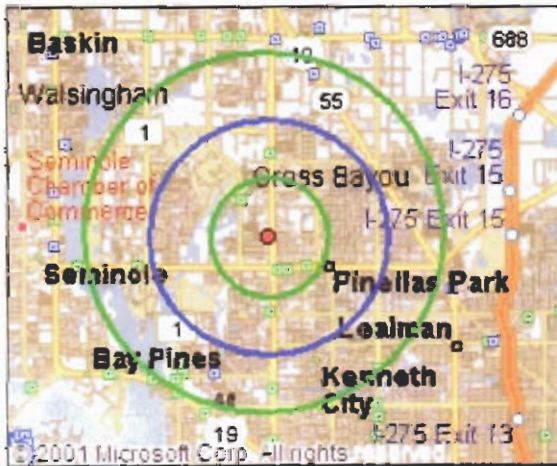 Baskin
688
19
I-275
Exit 16
Walsingham
55
1
I-275
Exit 15
Seminole
Chamber of
Commerce
Cross Bayou
I-275 Exit 15
Seminole
Pinellas Park
1
Lealman
Bay Pines
Kenneth
City
19
I-275 Exit 13
© 2001 Microsoft Corp. All rights